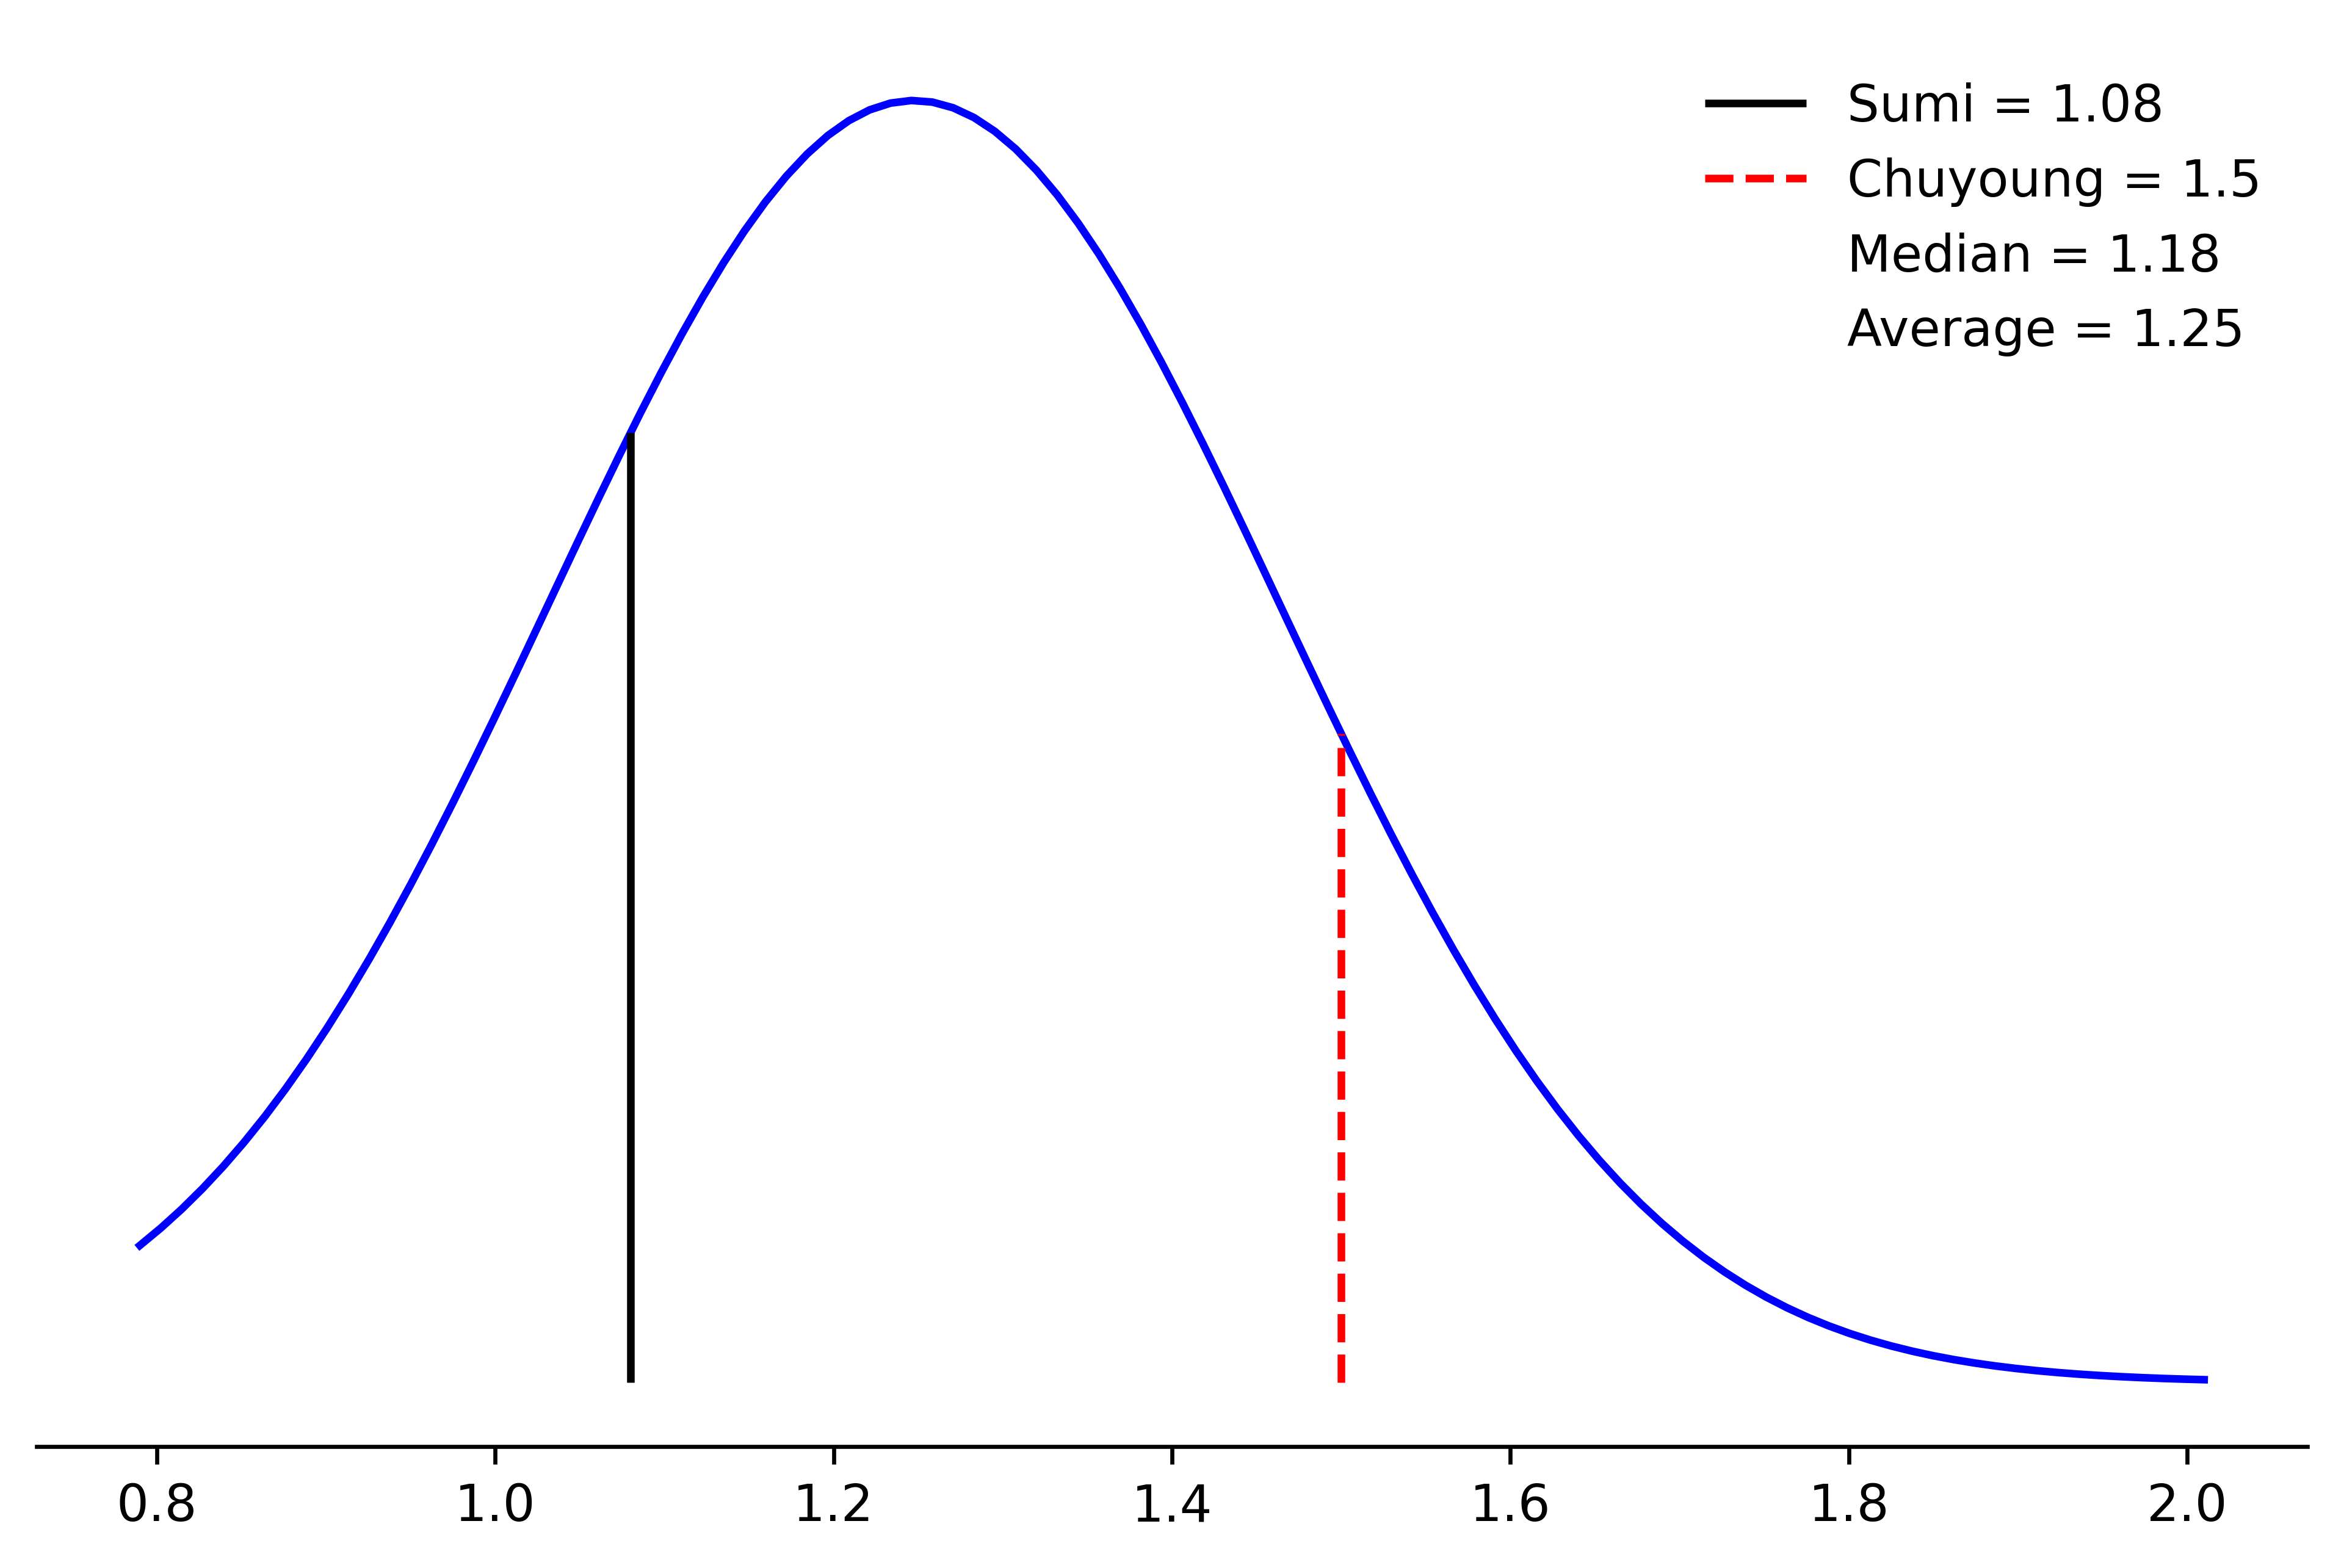 Sumi = 1.08
Chuyoung = 1.5
Median = 1.18
Average = 1.25
0.8 1.0 1.2 1.4 1.6 1.8 2.0